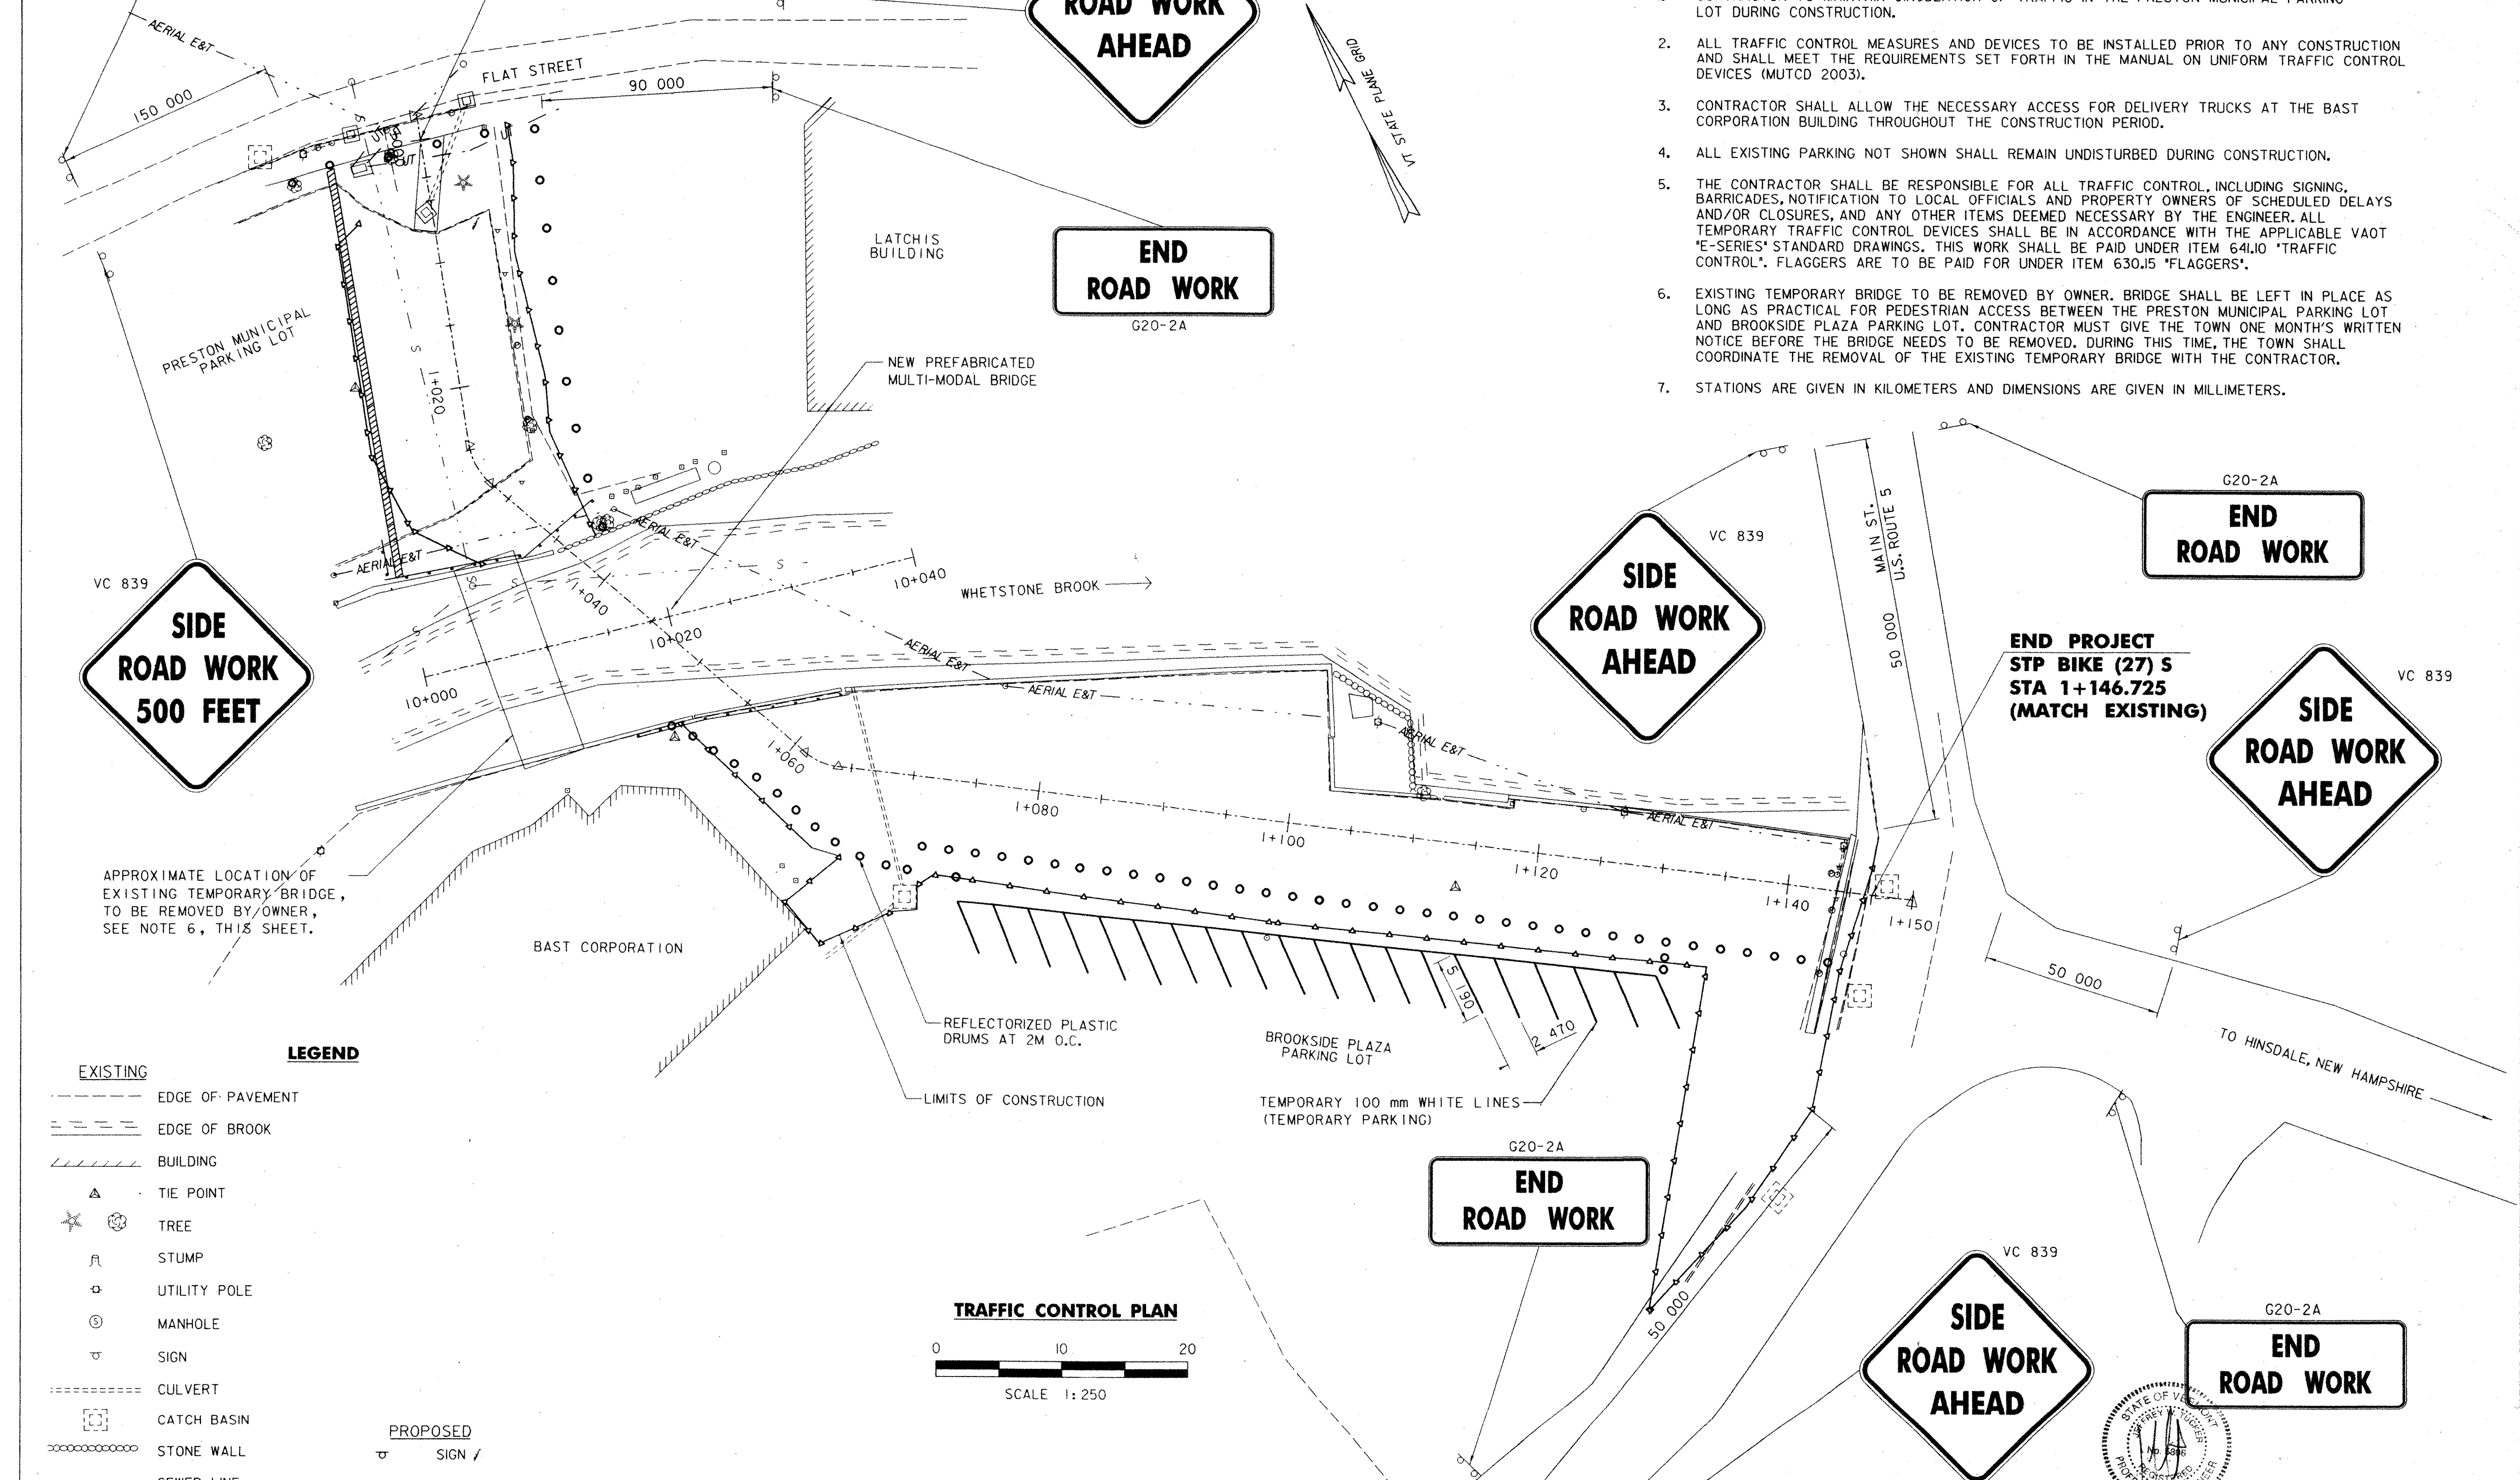 ROAD WORK
AHEAD
LOT DURING CONSTRUCTION.
2. ALL TRAFFIC CONTROL MEASURES AND DEVICES TO BE INSTALLED PRIOR TO ANY CONSTRUCTION
AND SHALL MEET THE REQUIREMENTS SET FORTH IN THE MANUAL ON UNIFORM TRAFFIC CONTROL
DEVICES (MUTCD 2003).
3. CONTRACTOR SHALL ALLOW THE NECESSARY ACCESS FOR DELIVERY TRUCKS AT THE BAST
CORPORATION BUILDING THROUGHOUT THE CONSTRUCTION PERIOD.
4. ALL EXISTING PARKING NOT SHOWN SHALL REMAIN UNDISTURBED DURING CONSTRUCTION.
5. THE CONTRACTOR SHALL BE RESPONSIBLE FOR ALL TRAFFIC CONTROL, INCLUDING SIGNING,
BARRICADES, NOTIFICATION TO LOCAL OFFICIALS AND PROPERTY OWNERS OF SCHEDULED DELAYS
AND/OR CLOSURES, AND ANY OTHER ITEMS DEEMED NECESSARY BY THE ENGINEER. ALL
TEMPORARY TRAFFIC CONTROL DEVICES SHALL BE IN ACCORDANCE WITH THE APPLICABLE VAOT
"E-SERIES" STANDARD DRAWINGS. THIS WORK SHALL BE PAID UNDER ITEM 641.10 "TRAFFIC
CONTROL". FLAGGERS ARE TO BE PAID FOR UNDER ITEM 630.15 "FLAGGERS".
6. EXISTING TEMPORARY BRIDGE TO BE REMOVED BY OWNER. BRIDGE SHALL BE LEFT IN PLACE AS
LONG AS PRACTICAL FOR PEDESTRIAN ACCESS BETWEEN THE PRESTON MUNICIPAL PARKING LOT
AND BROOKSIDE PLAZA PARKING LOT. CONTRACTOR MUST GIVE THE TOWN ONE MONTH'S WRITTEN
NOTICE BEFORE THE BRIDGE NEEDS TO BE REMOVED. DURING THIS TIME, THE TOWN SHALL
COORDINATE THE REMOVAL OF THE EXISTING TEMPORARY BRIDGE WITH THE CONTRACTOR.
7. STATIONS ARE GIVEN IN KILOMETERS AND DIMENSIONS ARE GIVEN IN MILLIMETERS.
AERIAL E&T
150 000
FLAT STREET
90 000
VT STATE PLANE GRID
LATCHIS
BUILDING
END
ROAD WORK
G20-2A
PRESTON MUNICIPAL
PARKING LOT
S
1+020
NEW PREFABRICATED
MULTI-MODAL BRIDGE
AERIAL E&T
AERIAL E&T
S
S
S
1+040
10+040
10+020
10+000
WHETSTONE BROOK
AERIAL E&T
AERIAL E&T
AERIAL E&T
AERIAL E&T
VC 839
SIDE
ROAD WORK
500 FEET
VC 839
SIDE
ROAD WORK
AHEAD
MAIN ST.
U.S. ROUTE 5
50 000
G20-2A
END
ROAD WORK
END PROJECT
STP BIKE (27) S
STA 1+146.725
(MATCH EXISTING)
VC 839
SIDE
ROAD WORK
AHEAD
1+060
1+080
1+100
1+120
1+140
1+150
APPROXIMATE LOCATION OF
EXISTING TEMPORARY BRIDGE,
TO BE REMOVED BY OWNER,
SEE NOTE 6, THIS SHEET.
BAST CORPORATION
REFLECTORIZED PLASTIC
DRUMS AT 2M O.C.
LIMITS OF CONSTRUCTION
BROOKSIDE PLAZA
PARKING LOT
5 190
2 470
TEMPORARY 100 mm WHITE LINES
(TEMPORARY PARKING)
50 000
TO HINSDALE, NEW HAMPSHIRE
G20-2A
END
ROAD WORK
50 000
VC 839
SIDE
ROAD WORK
AHEAD
G20-2A
END
ROAD WORK
STATE OF VERMONT
JEFFREY W. TUCKER
No. 6806
REGISTERED
LEGEND
EXISTING
EDGE OF PAVEMENT
EDGE OF BROOK
BUILDING
TIE POINT
TREE
STUMP
UTILITY POLE
S MANHOLE
SIGN
CULVERT
CATCH BASIN
STONE WALL
PROPOSED
SIGN
TRAFFIC CONTROL PLAN
0 10 20
SCALE 1:250